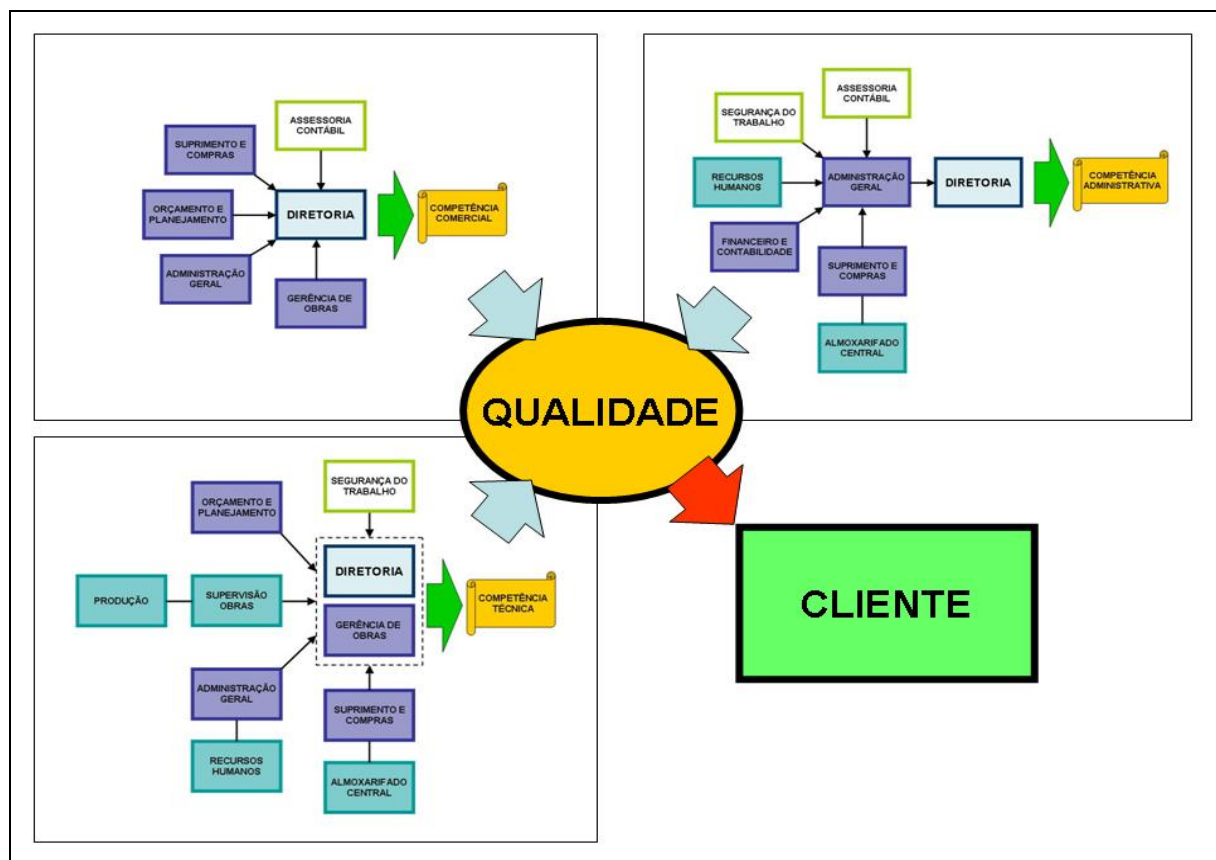 ASSESSORIA
CONTÁBIL
SUPRIMENTO E
COMPRAS
ORÇAMENTO E
PLANEJAMENTO
DIRETORIA
COMPETÊNCIA
COMERCIAL
ADMINISTRAÇÃO
GERAL
GERÊNCIA DE
OBRAS
ASSESSORIA
CONTÁBIL
SEGURANÇA DO
TRABALHO
RECURSOS
HUMANOS
ADMINISTRAÇÃO
GERAL
DIRETORIA
COMPETÊNCIA
ADMINISTRATIVA
FINANCEIRO E
CONTABILIDADE
SUPRIMENTO E
COMPRAS
ALMOXARIFADO
CENTRAL
QUALIDADE
SEGURANÇA DO
TRABALHO
ORÇAMENTO E
PLANEJAMENTO
DIRETORIA
PRODUÇÃO
SUPERVISÃO
OBRAS
COMPETÊNCIA
TÉCNICA
GERÊNCIA DE
OBRAS
ADMINISTRAÇÃO
GERAL
SUPRIMENTO E
COMPRAS
RECURSOS
HUMANOS
ALMOXARIFADO
CENTRAL
CLIENTE